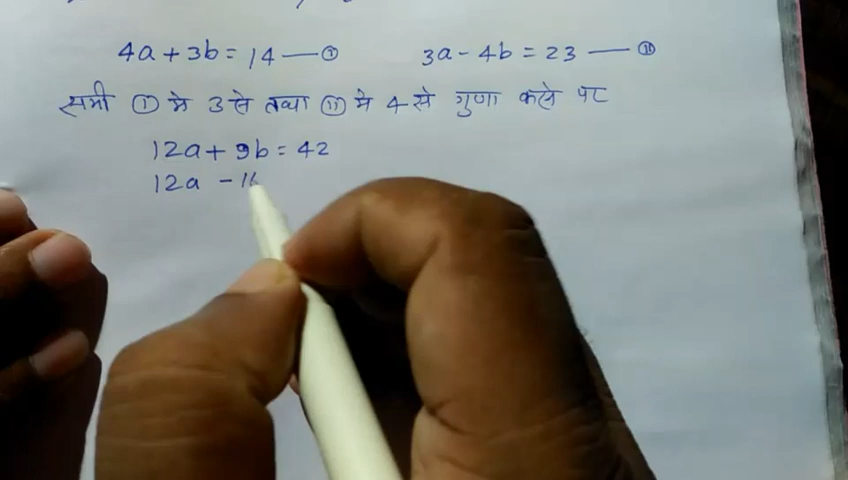 4a + 3b = 14 — ① 3a - 4b = 23 — ⑪
समी ① मे 3 से तथा ⑪ मे 4 से गुणा करने पर
12a + 9b = 42
12a - 16